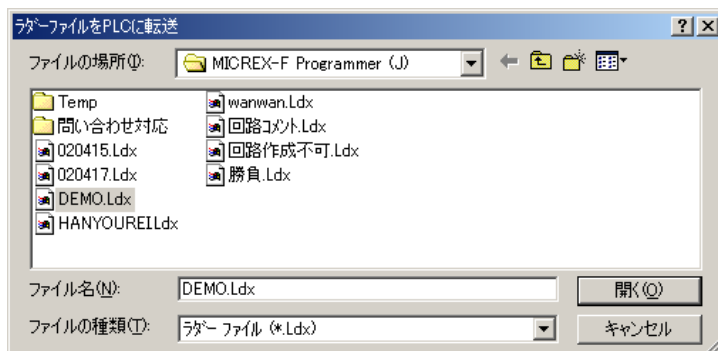 ラダーファイルをPLCに転送
ファイルの場所(I):
MICREX-F Programmer (J)
Temp
問い合わせ対応
020415.Ldx
020417.Ldx
DEMO.Ldx
HANYOUREI.Ldx
wanwan.Ldx
回路コメント.Ldx
回路作成不可.Ldx
勝負.Ldx
ファイル名(N):
DEMO.Ldx
開く(O)
ファイルの種類(T):
ラダー ファイル (*.Ldx)
キャンセル